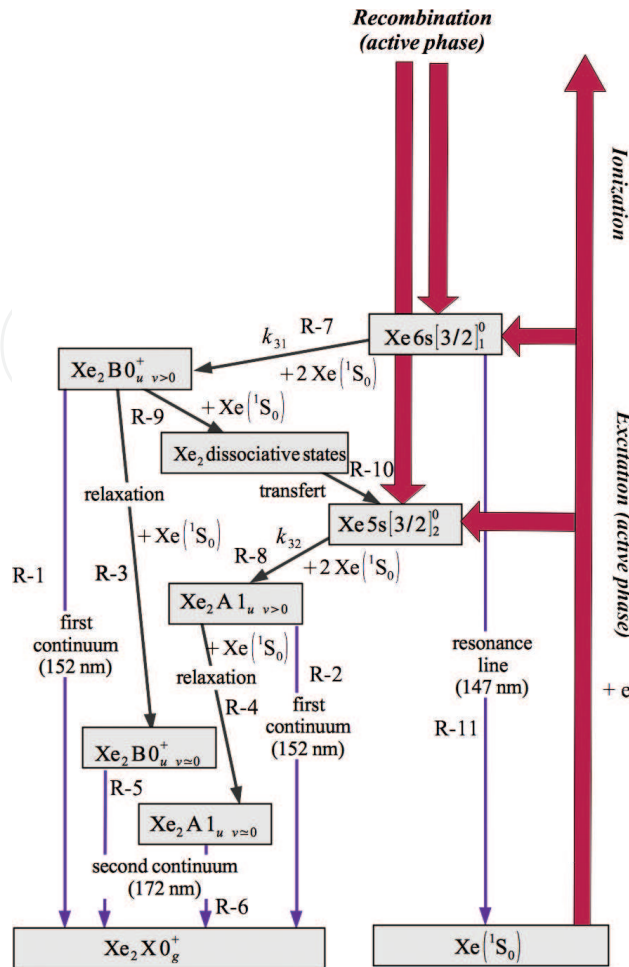 Recombination
(active phase)
Ionization
Xe 6s[3/2]⁰₁
R-7
k₃₁
+ 2 Xe(¹S₀)
Xe₂ B0⁺ᵤ ᵥ>₀
R-9
+ Xe(¹S₀)
Xe₂ dissociative states
R-10
transfert
Xe 5s[3/2]⁰₂
k₃₂
R-8
+ 2 Xe(¹S₀)
relaxation
+ Xe(¹S₀)
R-1
R-3
Xe₂ A1ᵤ ᵥ>₀
+ Xe(¹S₀)
relaxation
R-2
R-4
first
continuum
(152 nm)
first
continuum
(152 nm)
resonance
line
(147 nm)
R-11
Excitation (active phase)
+ e
Xe₂ B0⁺ᵤ ᵥ≃₀
R-5
Xe₂ A1ᵤ ᵥ≃₀
second continuum
(172 nm)
R-6
Xe₂ X0⁺g
Xe(¹S₀)